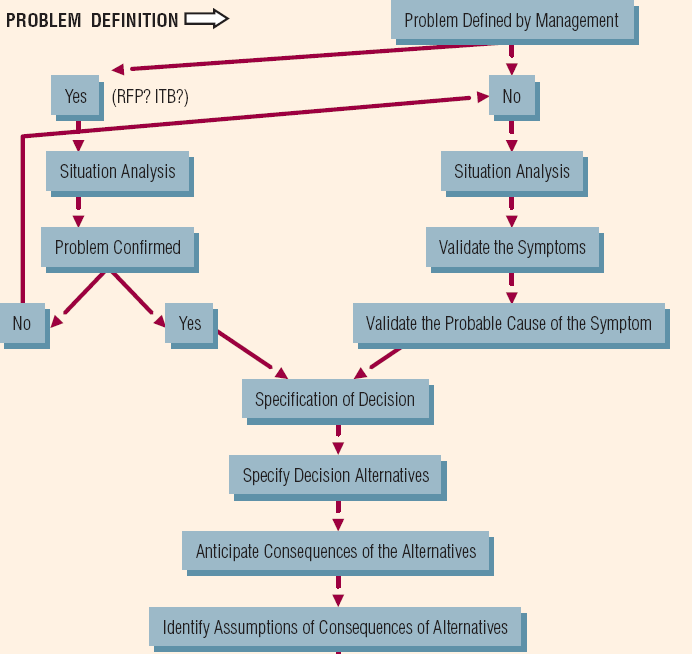 PROBLEM DEFINITION
Problem Defined by Management
Yes
(RFP? ITB?)
No
Situation Analysis
Situation Analysis
Problem Confirmed
Validate the Symptoms
No
Yes
Validate the Probable Cause of the Symptom
Specification of Decision
Specify Decision Alternatives
Anticipate Consequences of the Alternatives
Identify Assumptions of Consequences of Alternatives